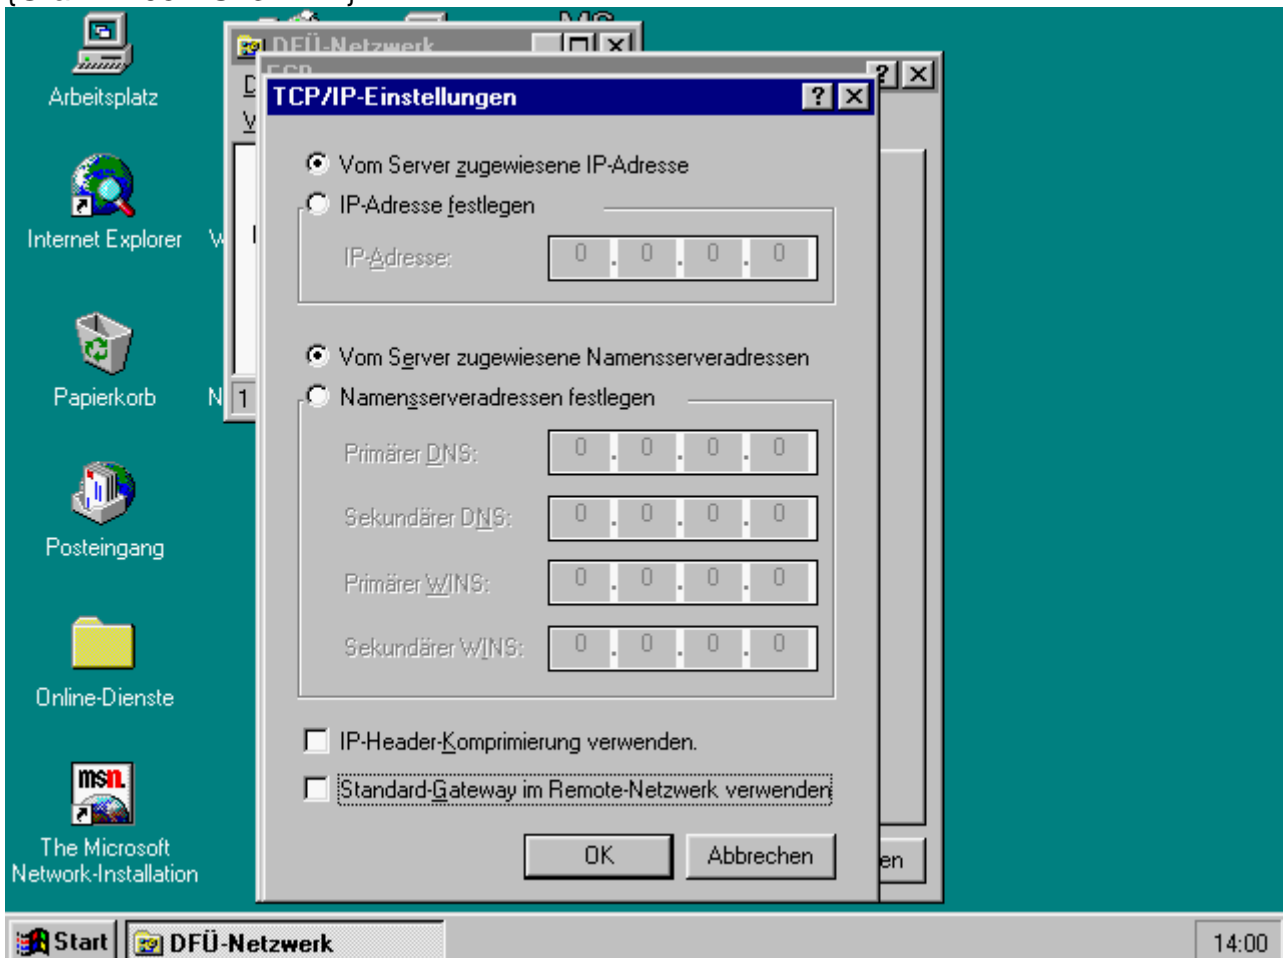 Arbeitsplatz
Internet Explorer
Papierkorb
Posteingang
Online-Dienste
msn.
The Microsoft
Network-Installation
DFÜ-Netzwerk
TCP/IP-Einstellungen
Vom Server zugewiesene IP-Adresse
IP-Adresse festlegen
IP-Adresse: 0 . 0 . 0 . 0
Vom Server zugewiesene Namensserveradressen
Namensserveradressen festlegen
Primärer DNS: 0 . 0 . 0 . 0
Sekundärer DNS: 0 . 0 . 0 . 0
Primärer WINS: 0 . 0 . 0 . 0
Sekundärer WINS: 0 . 0 . 0 . 0
IP-Header-Komprimierung verwenden.
Standard-Gateway im Remote-Netzwerk verwenden
OK Abbrechen
Start DFÜ-Netzwerk 14:00